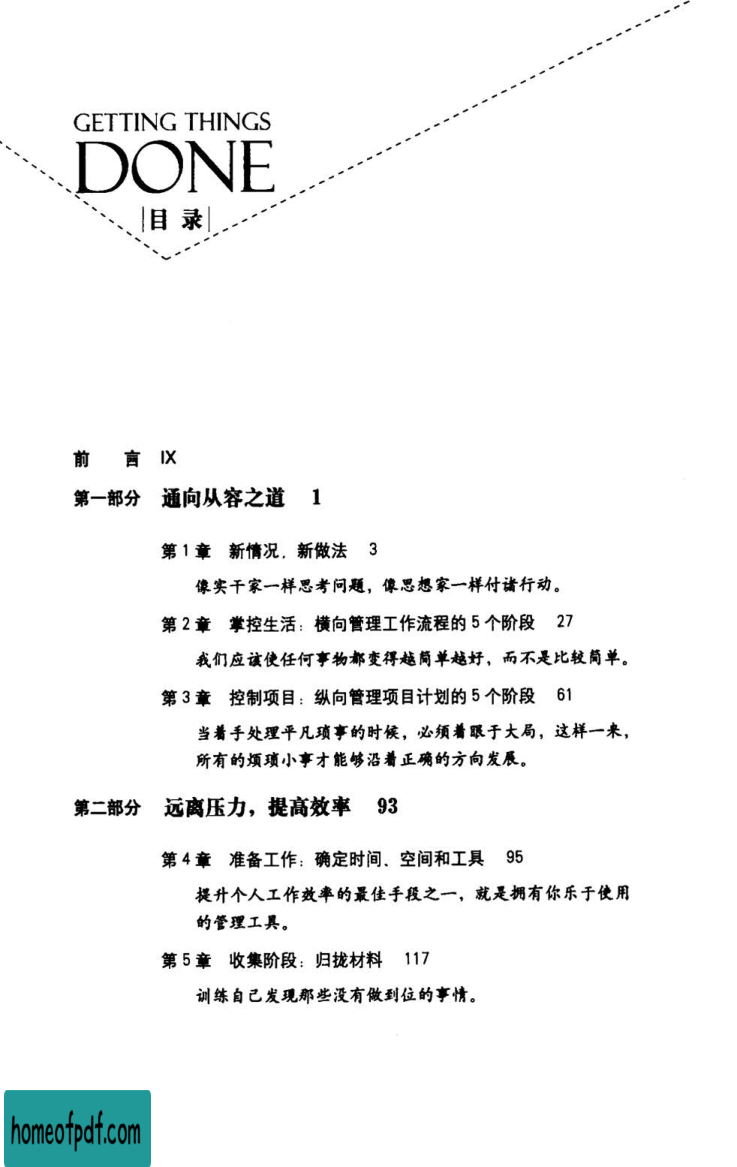 GETTING THINGS
DONE
|目 录|
前 言 IX
第一部分 通向从容之道 1
第1章 新情况，新做法 3
像实干家一样思考问题，像思想家一样付诸行动。
第2章 掌控生活：横向管理工作流程的5个阶段 27
我们应该使任何事物都变得越简单越好，而不是比较简单。
第3章 控制项目：纵向管理项目计划的5个阶段 61
当着手处理平凡琐事的时候，必须着眼于大局，这样一来，
所有的烦琐小事才能够沿着正确的方向发展。
第二部分 远离压力，提高效率 93
第4章 准备工作：确定时间、空间和工具 95
提升个人工作效率的最佳手段之一，就是拥有你乐于使用
的管理工具。
第5章 收集阶段：归拢材料 117
训练自己发现那些没有做到位的事情。
homeofpdf.com